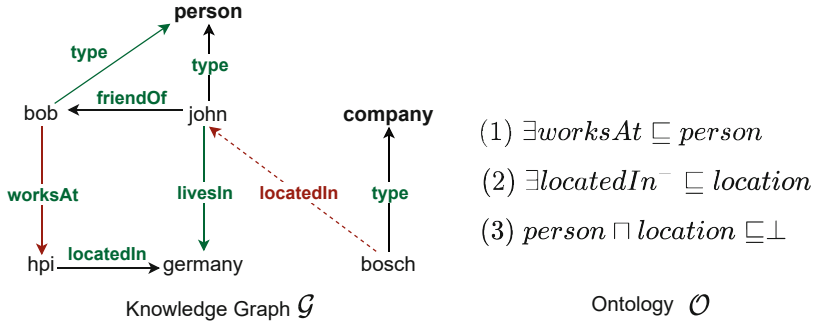 person
type
type
bob
friendOf
john
company
worksAt
livesIn
locatedIn
type
hpi
locatedIn
germany
bosch
Knowledge Graph 𝒢
(1) ∃worksAt ⊑ person
(2) ∃locatedIn⁻ ⊑ location
(3) person ⊓ location ⊑⊥
Ontology 𝒪